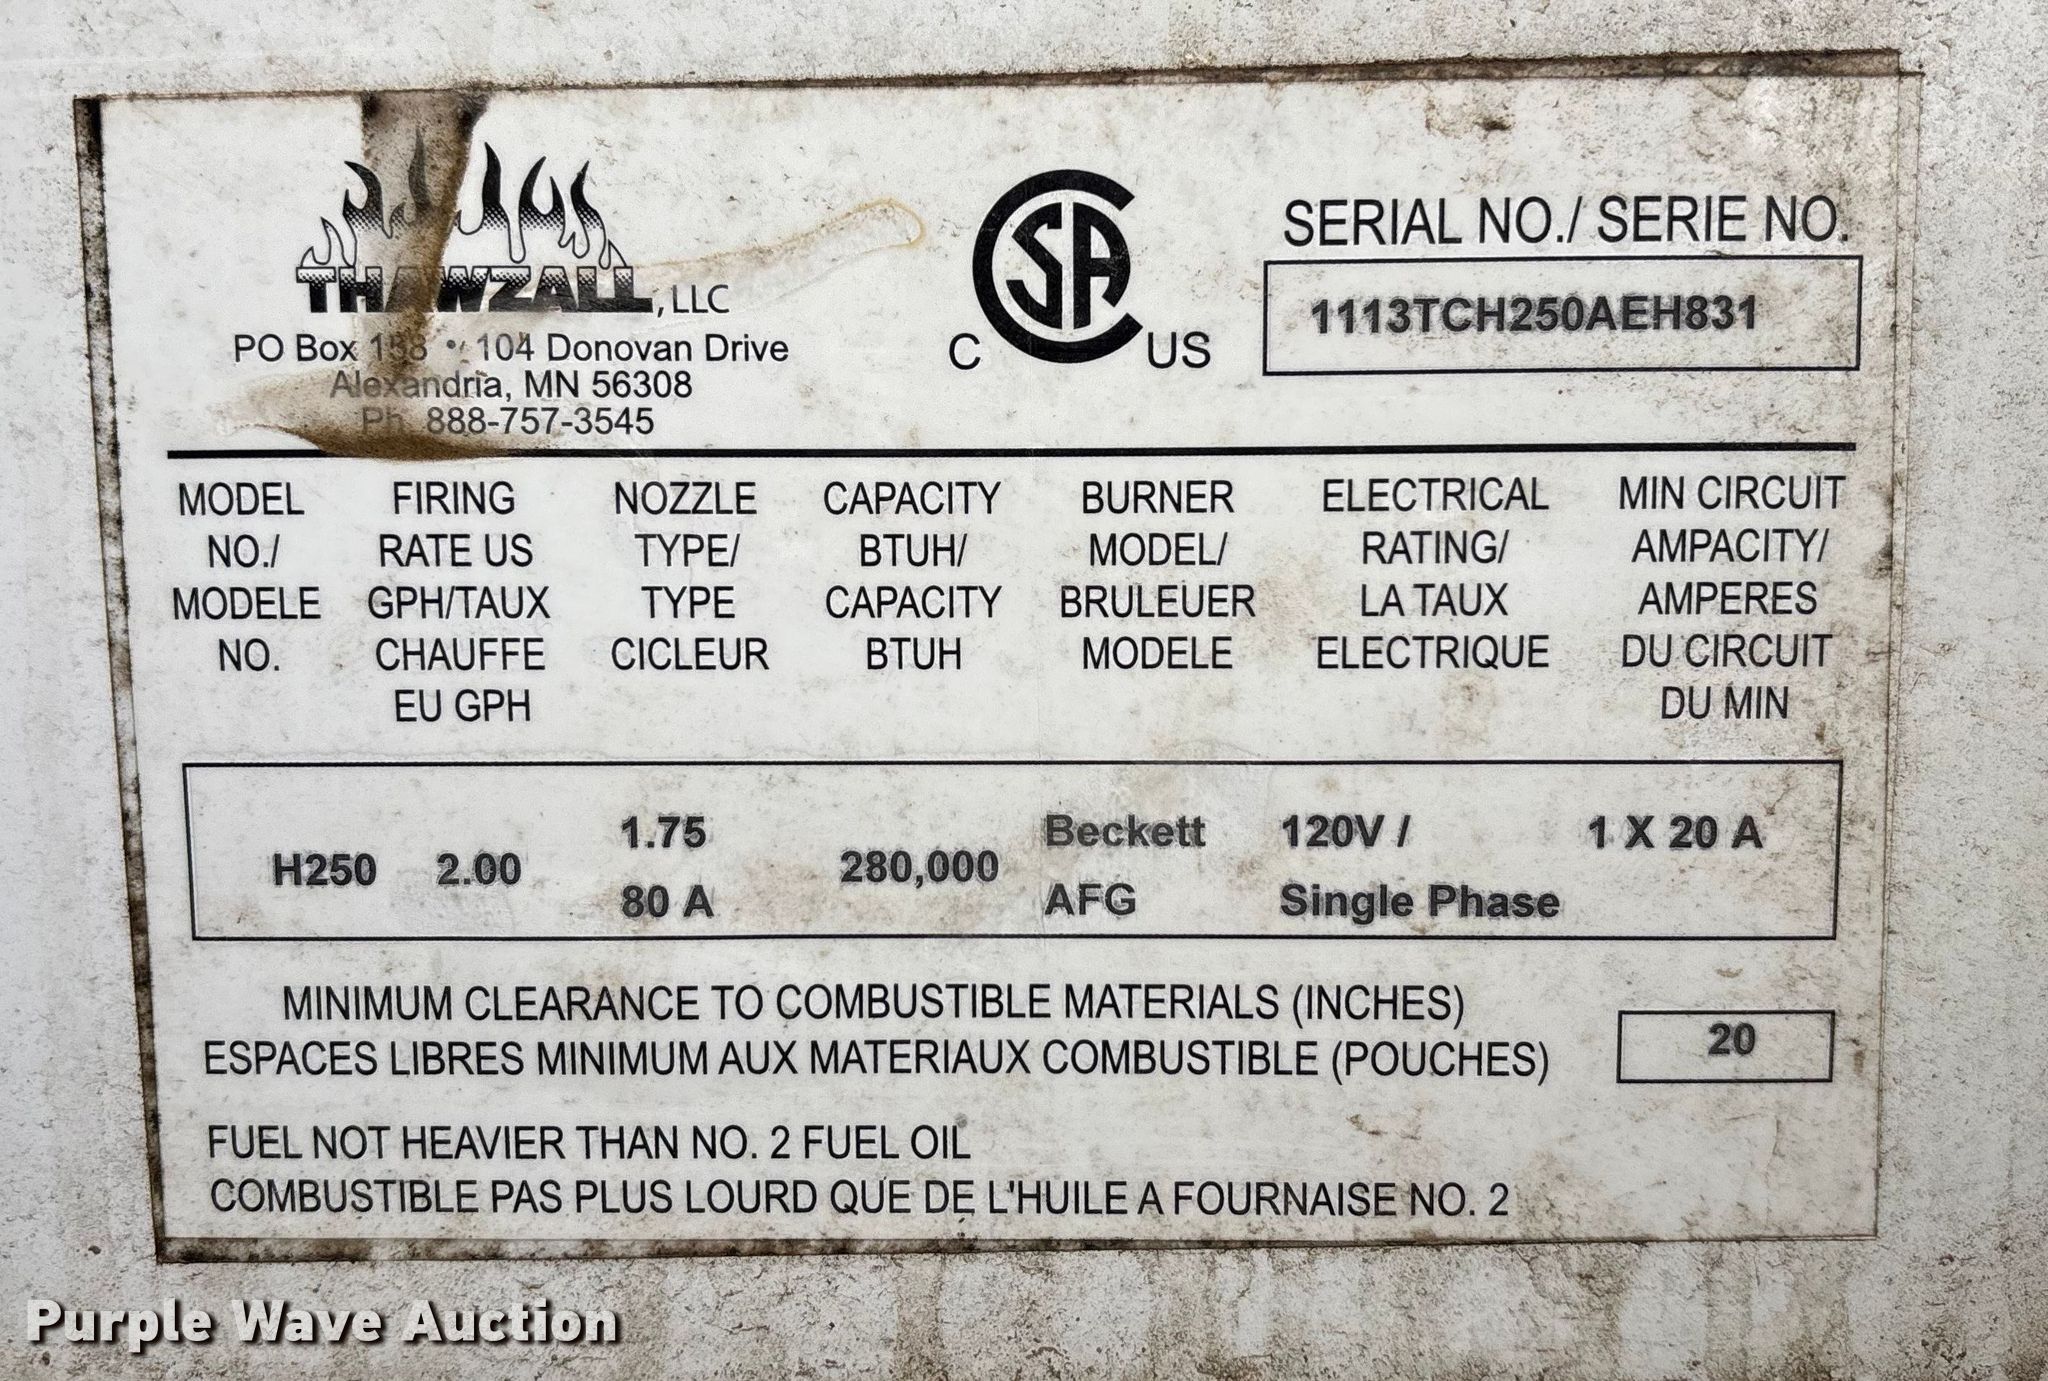 THAWZALL, LLC
PO Box 158 • 104 Donovan Drive
Alexandria, MN 56308
Ph. 888-757-3545
CSA
C US
SERIAL NO./ SERIE NO.
1113TCH250AEH831
MODEL NO./ MODELE NO.
FIRING RATE US GPH/TAUX CHAUFFE EU GPH
NOZZLE TYPE/ TYPE CICLEUR
CAPACITY BTUH/ CAPACITY BTUH
BURNER MODEL/ BRULEUER MODELE
ELECTRICAL RATING/ LA TAUX ELECTRIQUE
MIN CIRCUIT AMPACITY/ AMPERES DU CIRCUIT DU MIN
H250
2.00
1.75
80 A
280,000
Beckett
AFG
120V /
Single Phase
1 X 20 A
MINIMUM CLEARANCE TO COMBUSTIBLE MATERIALS (INCHES)
ESPACES LIBRES MINIMUM AUX MATERIAUX COMBUSTIBLE (POUCHES)
20
FUEL NOT HEAVIER THAN NO. 2 FUEL OIL
COMBUSTIBLE PAS PLUS LOURD QUE DE L'HUILE A FOURNAISE NO. 2
Purple Wave Auction